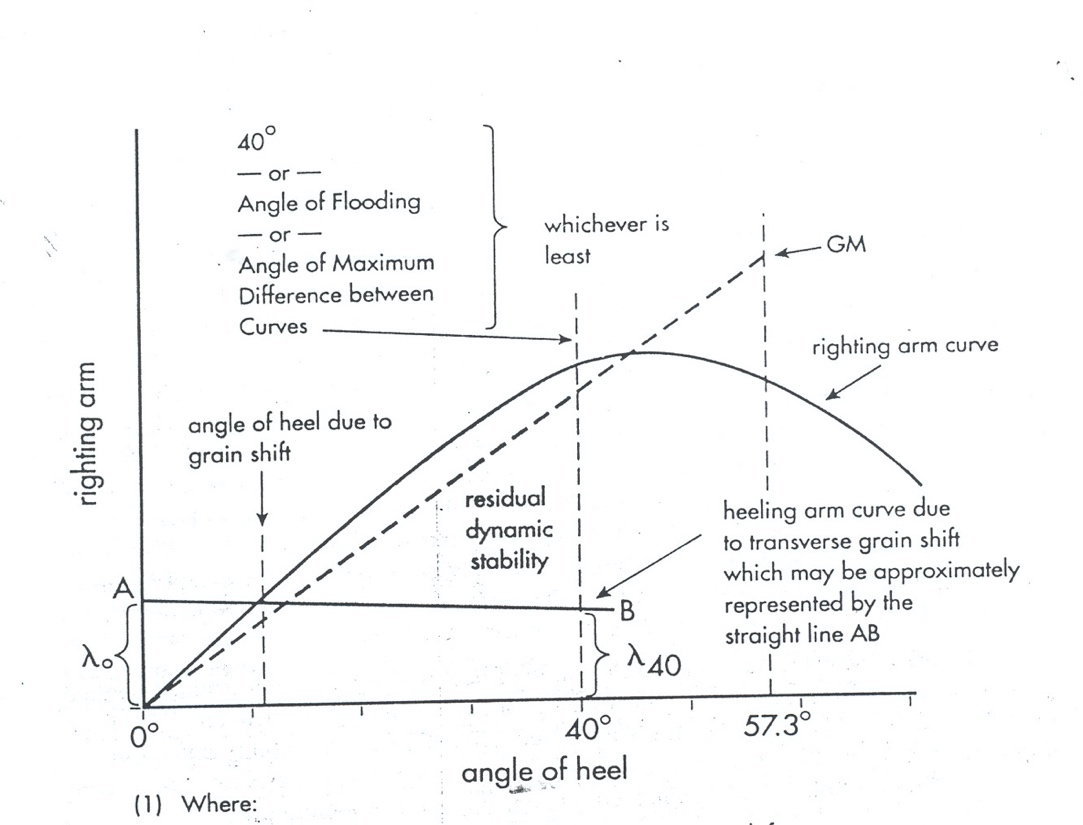 40°
— or —
Angle of Flooding
— or —
Angle of Maximum
Difference between
Curves
whichever is
least
GM
righting arm curve
righting arm
angle of heel due to
grain shift
residual
dynamic
stability
heeling arm curve due
to transverse grain shift
which may be approximately
represented by the
straight line AB
A
B
λ₀
λ40
0°
40°
57.3°
angle of heel
(1) Where: